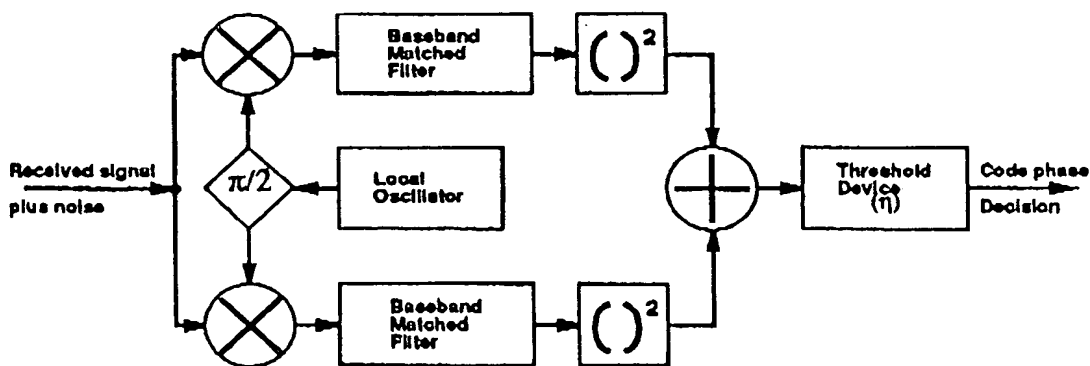 Baseband
Matched
Filter
( ) 2
Received signal
plus noise
π/2
Local
Oscillator
Threshold
Device
(η)
Code phase
Decision
Baseband
Matched
Filter
( ) 2